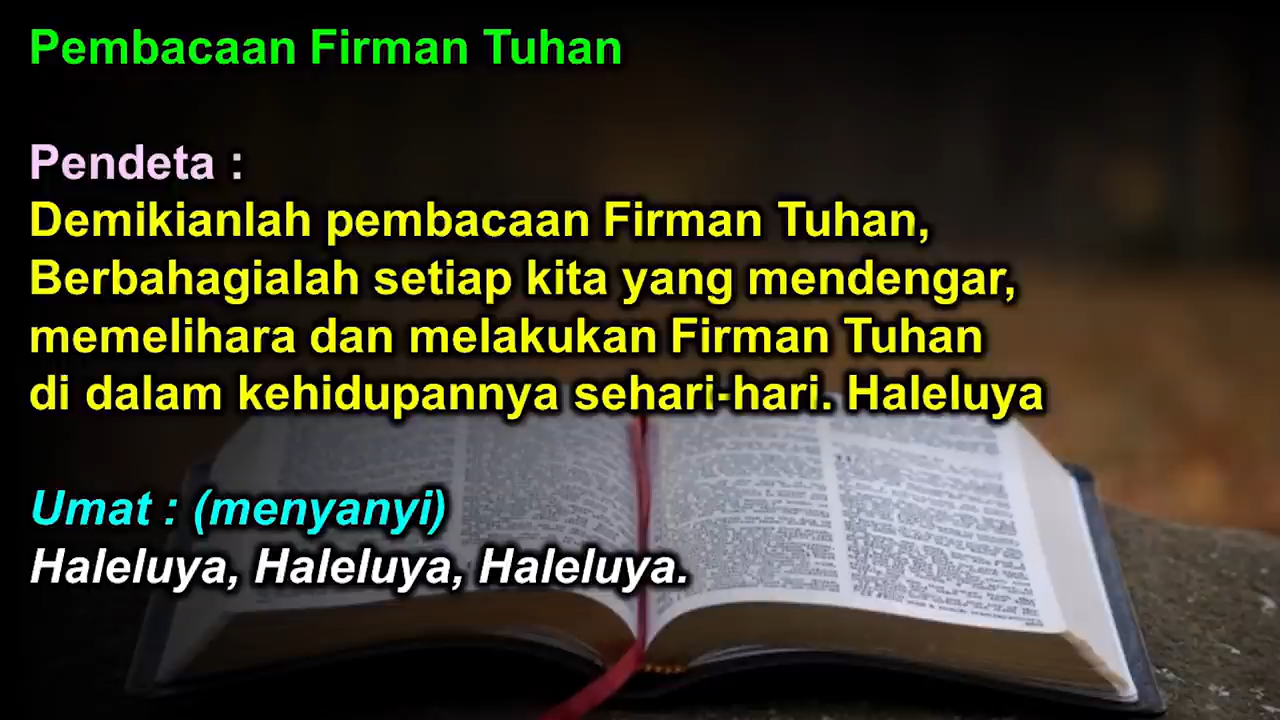 Pembacaan Firman Tuhan
Pendeta :
Demikianlah pembacaan Firman Tuhan,
Berbahagialah setiap kita yang mendengar,
memelihara dan melakukan Firman Tuhan
di dalam kehidupannya sehari-hari. Haleluya
Umat : (menyanyi)
Haleluya, Haleluya, Haleluya.